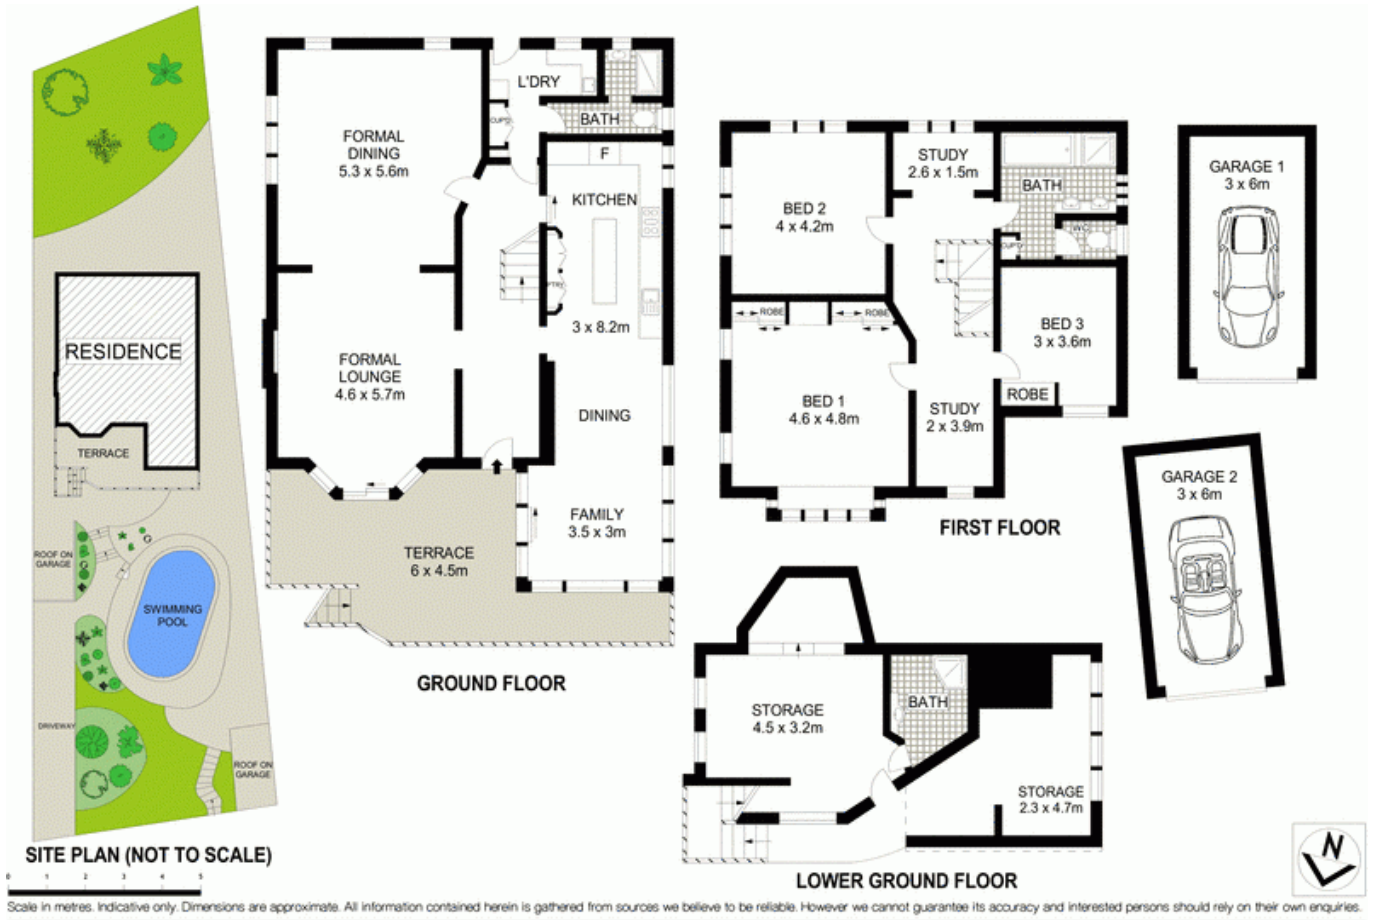 RESIDENCE
TERRACE
ROOF ON
GARAGE
SWIMMING
POOL
DRIVEWAY
ROOF ON
GARAGE
SITE PLAN (NOT TO SCALE)
FORMAL
DINING
5.3 x 5.6m
L'DRY
CUPD
BATH
F
KITCHEN
PTRY
3 x 8.2m
FORMAL
LOUNGE
4.6 x 5.7m
DINING
FAMILY
3.5 x 3m
TERRACE
6 x 4.5m
GROUND FLOOR
STUDY
2.6 x 1.5m
BED 2
4 x 4.2m
BATH
WC
CUPD
ROBE
ROBE
BED 3
3 x 3.6m
ROBE
BED 1
4.6 x 4.8m
STUDY
2 x 3.9m
FIRST FLOOR
GARAGE 1
3 x 6m
GARAGE 2
3 x 6m
STORAGE
4.5 x 3.2m
BATH
STORAGE
2.3 x 4.7m
LOWER GROUND FLOOR
N
0 1 2 3 4 5
Scale in metres. Indicative only. Dimensions are approximate. All information contained herein is gathered from sources we believe to be reliable. However we cannot guarantee its accuracy and interested persons should rely on their own enquiries.